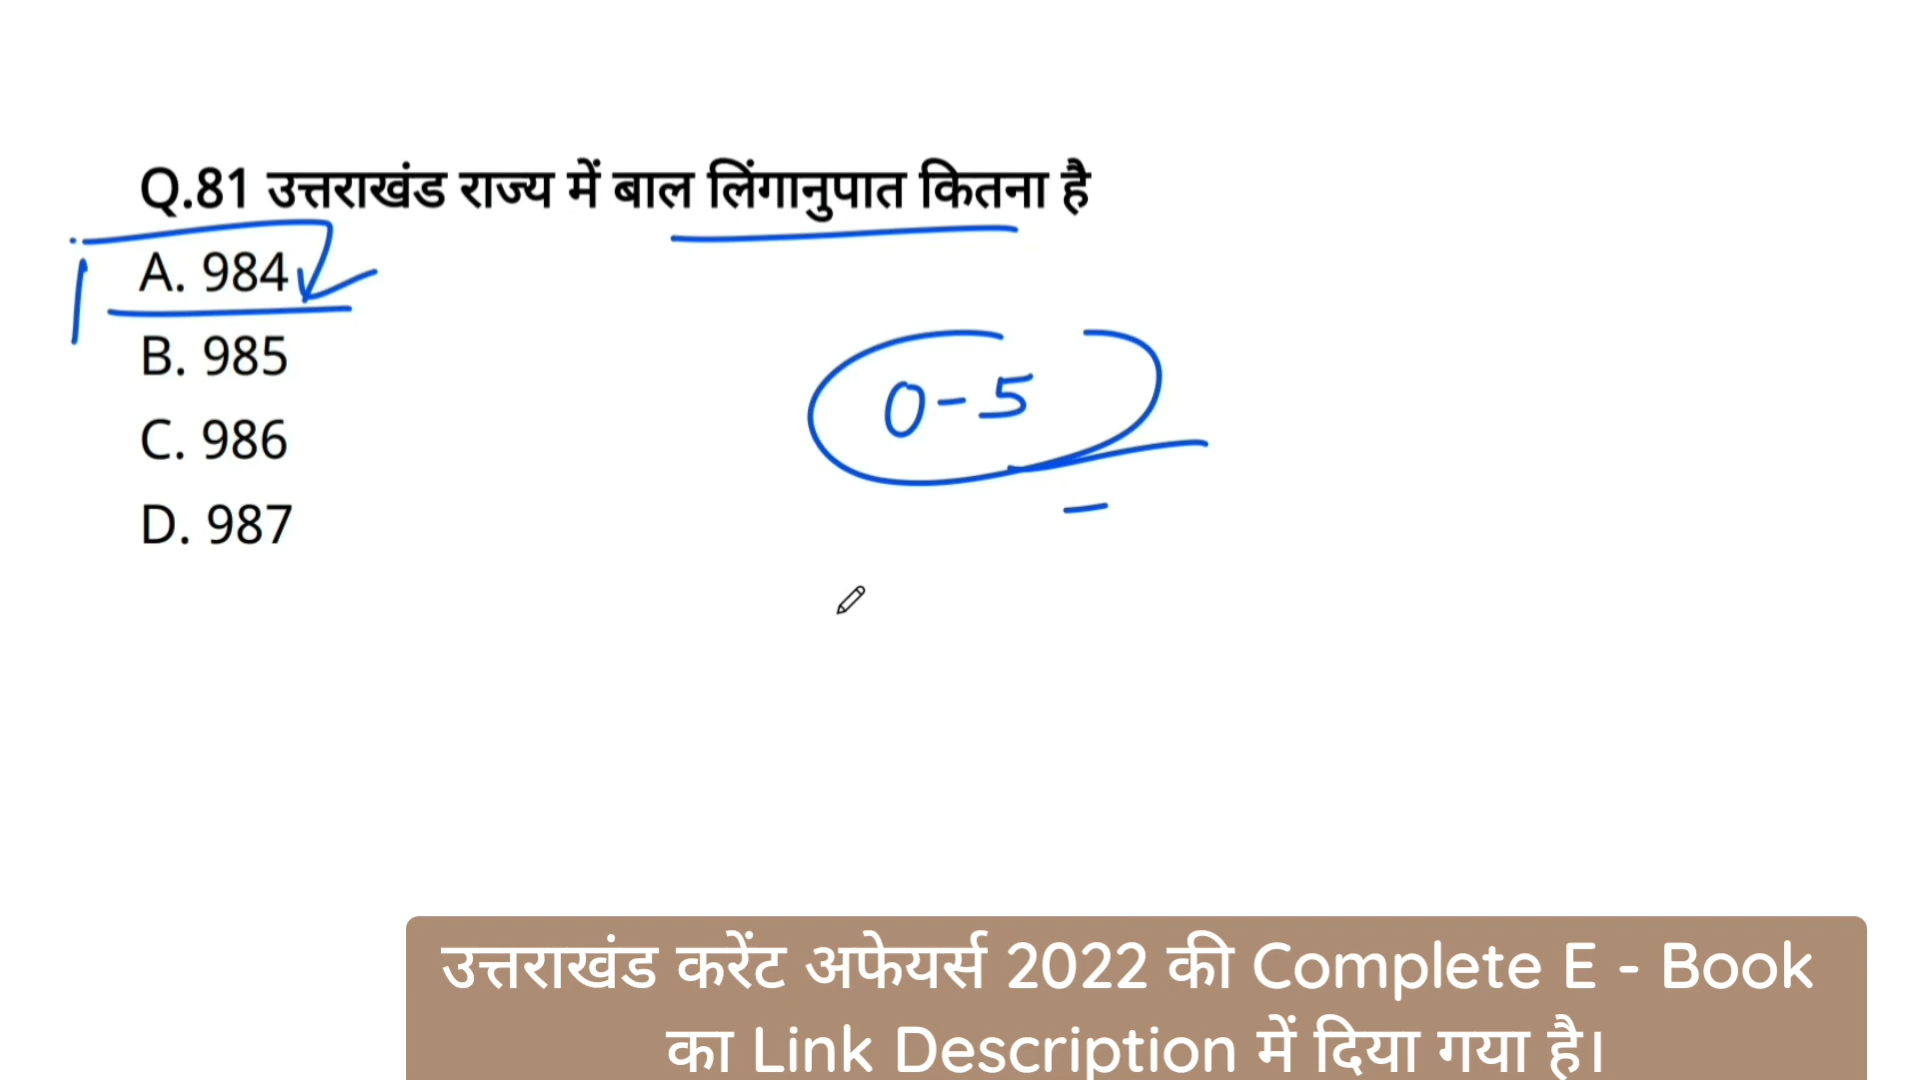 Q.81 उत्तराखंड राज्य में बाल लिंगानुपात कितना है
A. 984
B. 985
0-5
C. 986
D. 987
उत्तराखंड करेंट अफेयर्स 2022 की Complete E - Book
का Link Description में दिया गया है।